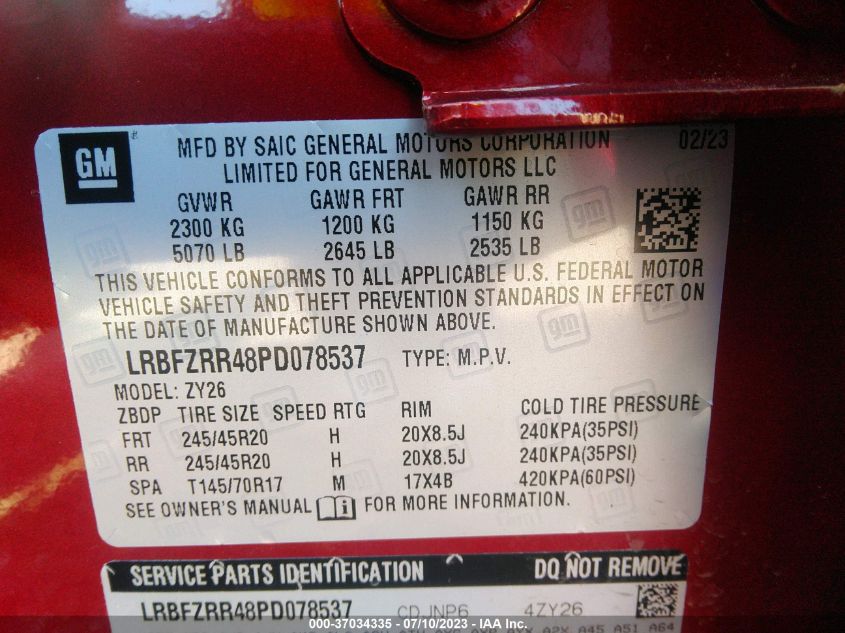 GM
MFD BY SAIC GENERAL MOTORS CORPORATION 02/23
LIMITED FOR GENERAL MOTORS LLC
GVWR GAWR FRT GAWR RR
2300 KG 1200 KG 1150 KG
5070 LB 2645 LB 2535 LB
THIS VEHICLE CONFORMS TO ALL APPLICABLE U.S. FEDERAL MOTOR
VEHICLE SAFETY AND THEFT PREVENTION STANDARDS IN EFFECT ON
THE DATE OF MANUFACTURE SHOWN ABOVE.
LRBFZRR48PD078537 TYPE: M.P.V.
MODEL: ZY26
ZBDP TIRE SIZE SPEED RTG RIM COLD TIRE PRESSURE
FRT 245/45R20 H 20X8.5J 240KPA(35PSI)
RR 245/45R20 H 20X8.5J 240KPA(35PSI)
SPA T145/70R17 M 17X4B 420KPA(60PSI)
SEE OWNER'S MANUAL i FOR MORE INFORMATION.
SERVICE PARTS IDENTIFICATION DO NOT REMOVE
LRBFZRR48PD078537 CDJNP6 4ZY26
000-37034335 - 07/10/2023 - IAA Inc.
A2X A45 A51 A64